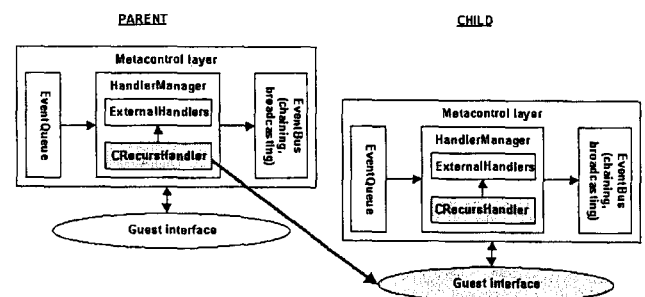 PARENT
CHILD
Metacontrol layer
HandlerManager
EventQueue
ExternalHandlers
CRecursHandler
EventBus
(chaining,
broadcasting)
Guest interface
Metacontrol layer
HandlerManager
EventQueue
ExternalHandlers
CRecursHandler
EventBus
(chaining,
broadcasting)
Guest interface